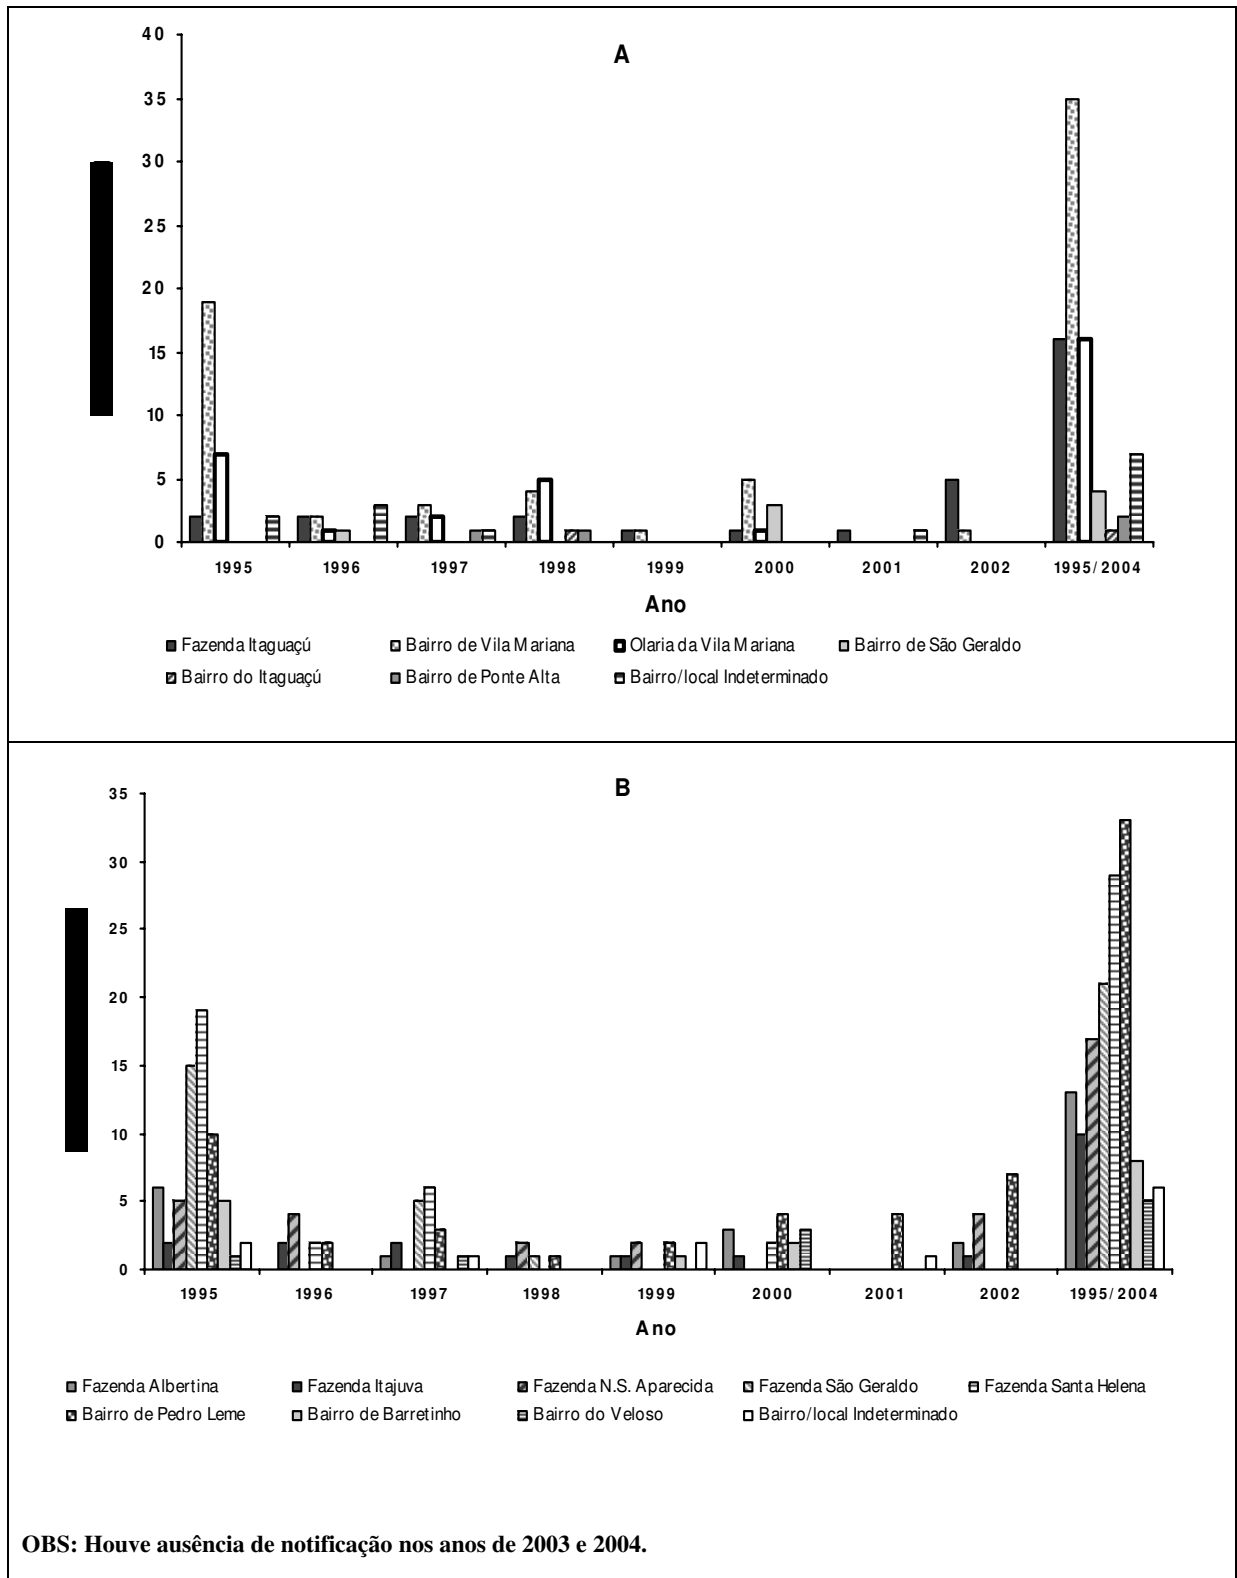 A
40
35
30
25
20
15
10
5
0
1995 1996 1997 1998 1999 2000 2001 2002 1995/2004
Ano
Fazenda Itaguaçú Bairro de Vila Mariana Olaria da Vila Mariana Bairro de São Geraldo
Bairro do Itaguaçú Bairro de Ponte Alta Bairro/local Indeterminado
B
35
30
25
20
15
10
5
0
1995 1996 1997 1998 1999 2000 2001 2002 1995/2004
Ano
Fazenda Albertina Fazenda Itajuva Fazenda N.S. Aparecida Fazenda São Geraldo Fazenda Santa Helena
Bairro de Pedro Leme Bairro de Barretinho Bairro do Veloso Bairro/local Indeterminado
OBS: Houve ausência de notificação nos anos de 2003 e 2004.